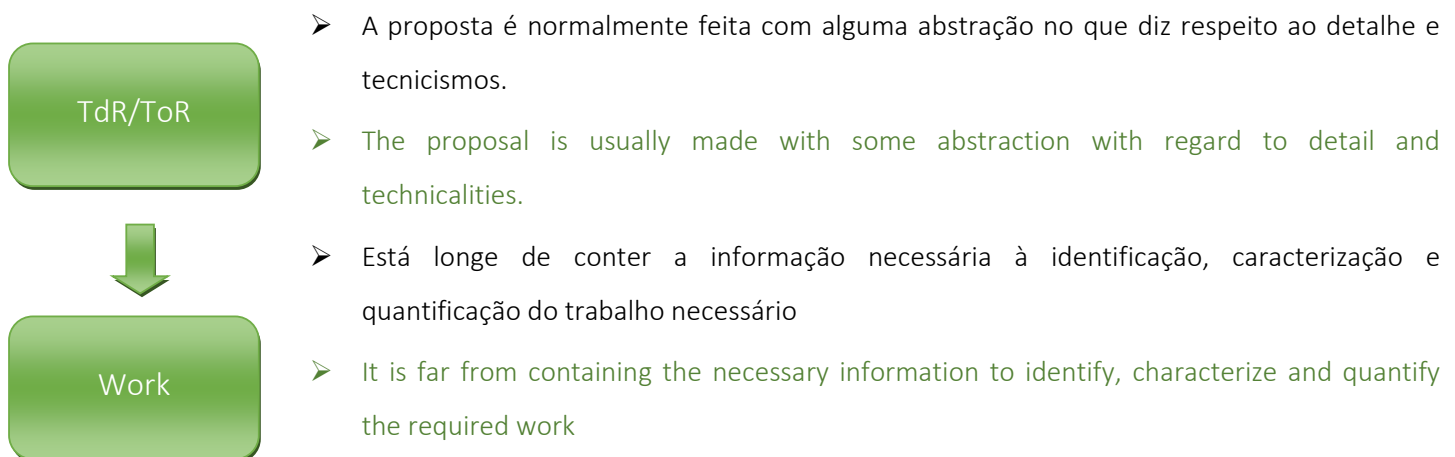 TdR/ToR
Work
➢ A proposta é normalmente feita com alguma abstração no que diz respeito ao detalhe e
tecnicismos.
➢ The proposal is usually made with some abstraction with regard to detail and
technicalities.
➢ Está longe de conter a informação necessária à identificação, caracterização e
quantificação do trabalho necessário
➢ It is far from containing the necessary information to identify, characterize and quantify
the required work